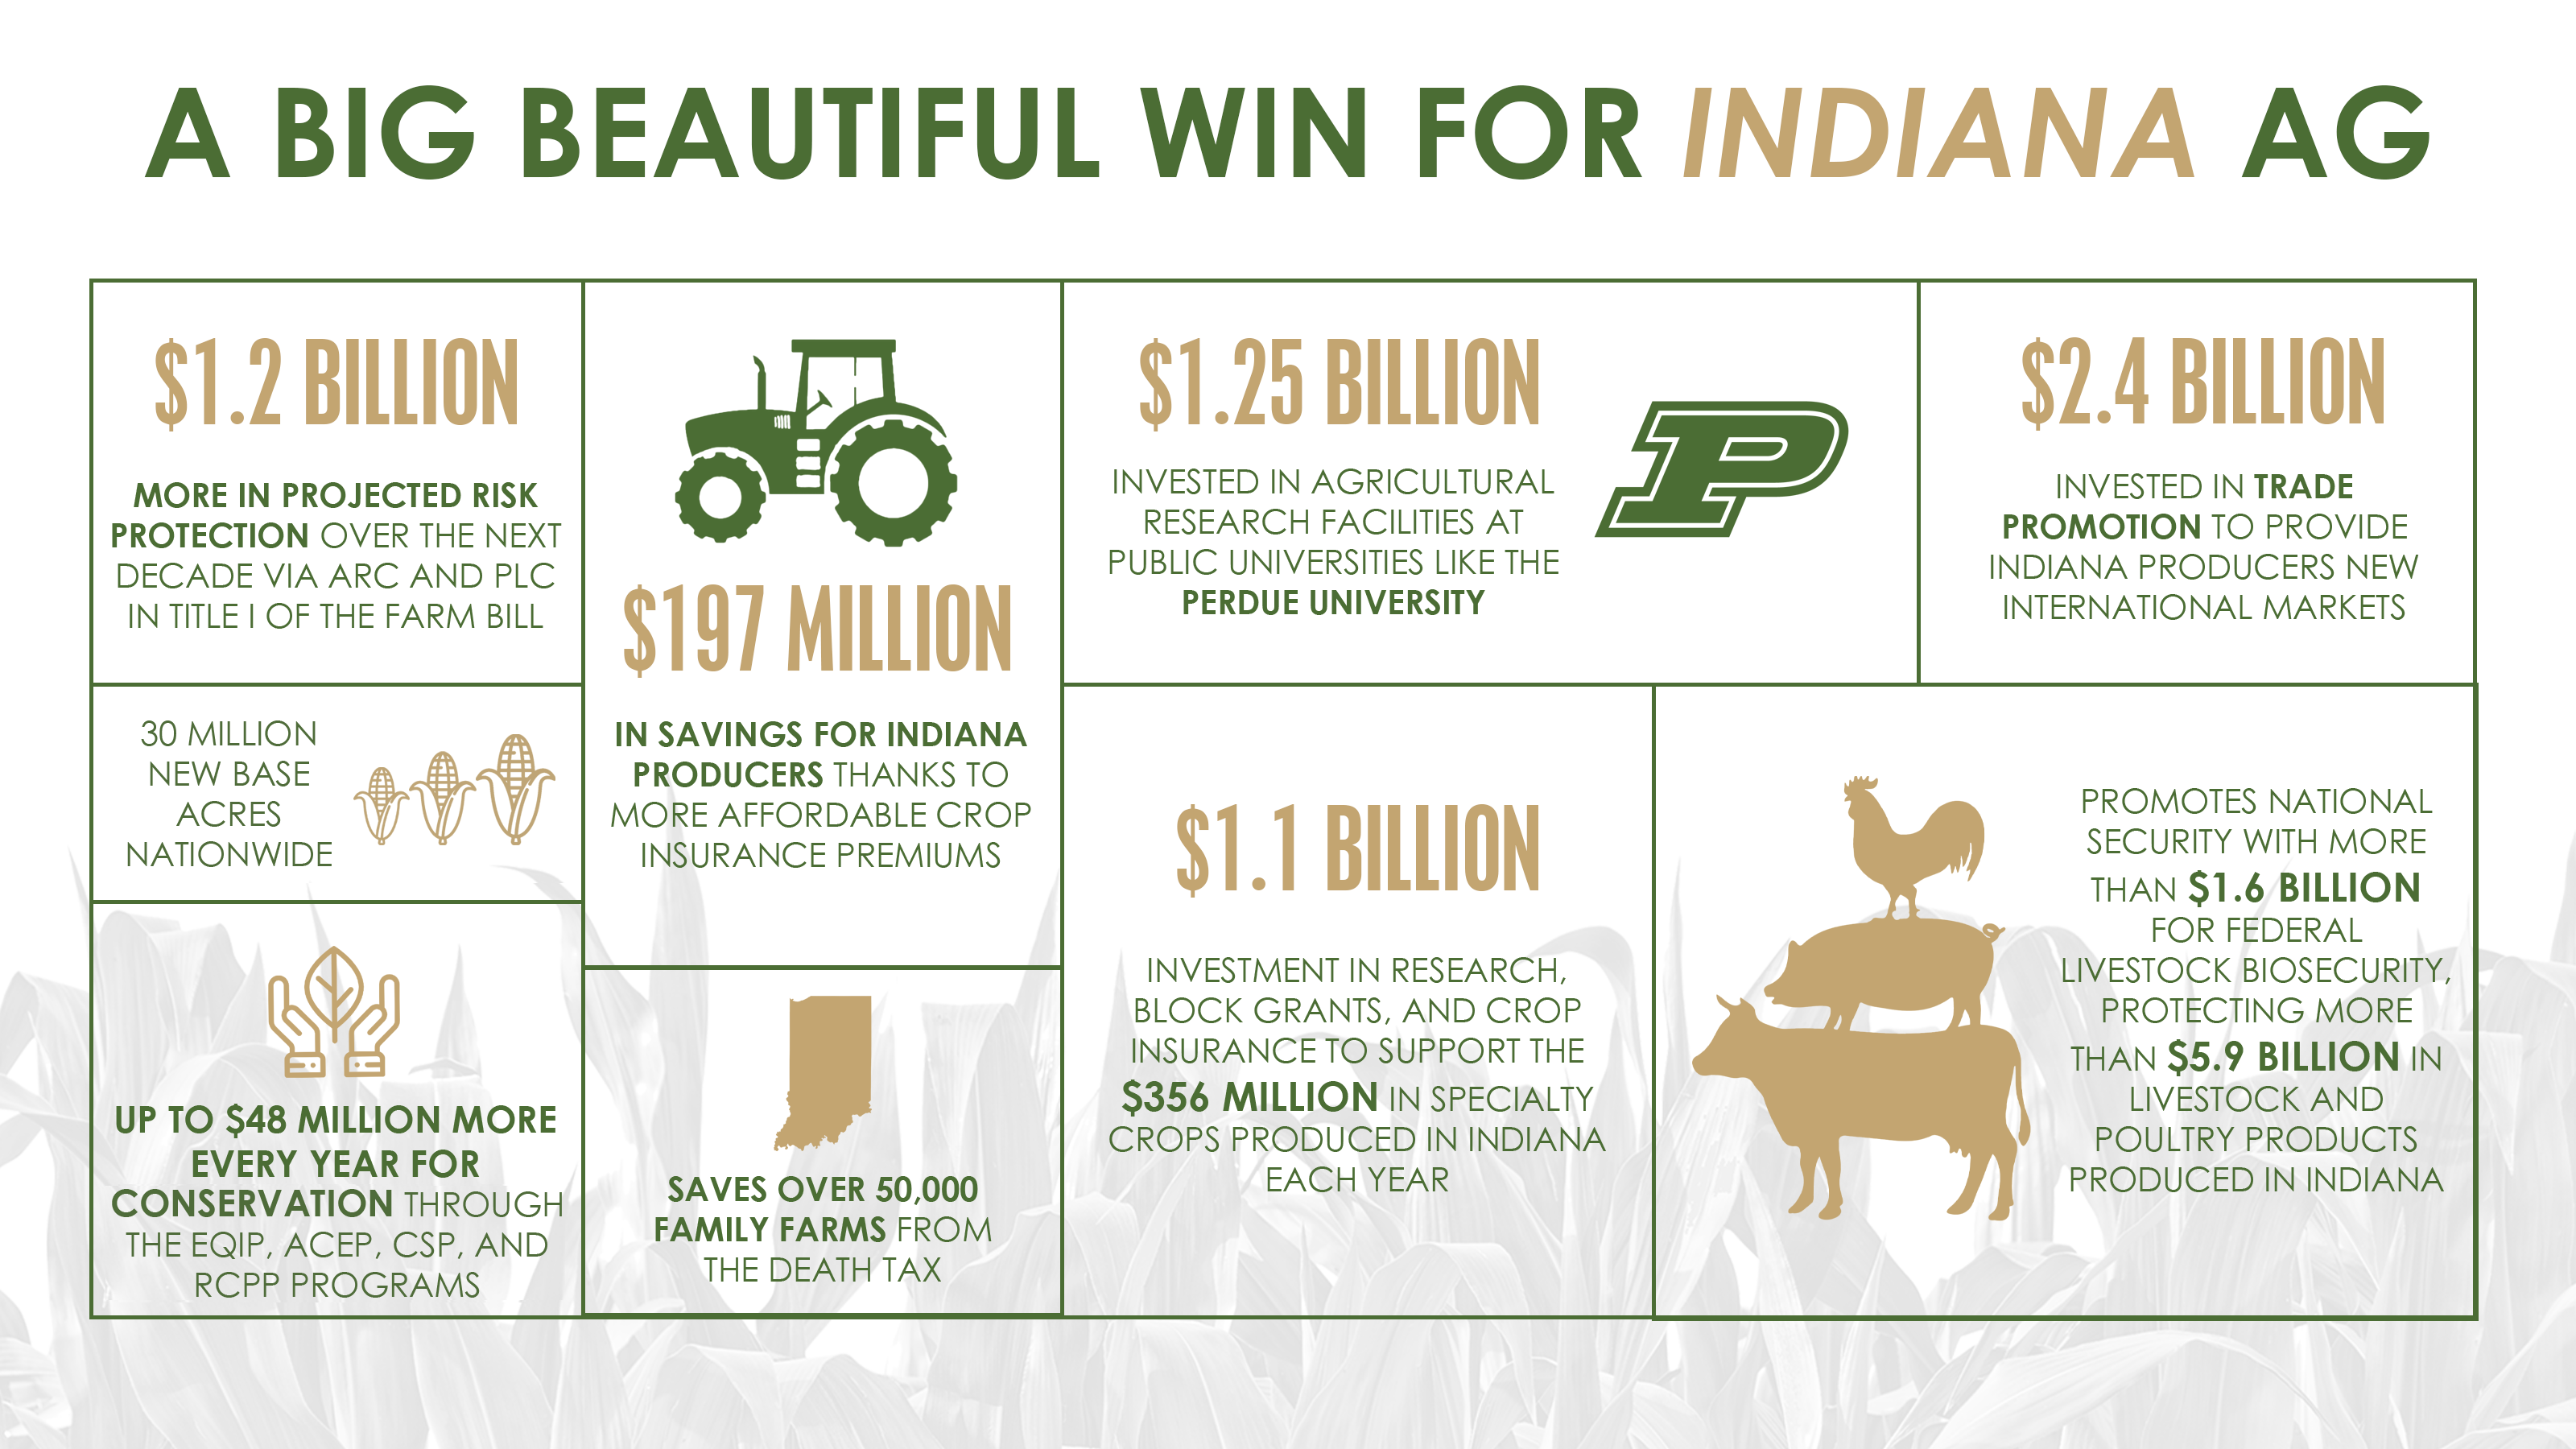 A BIG BEAUTIFUL WIN FOR INDIANA AG
$1.2 BILLION
MORE IN PROJECTED RISK
PROTECTION OVER THE NEXT
DECADE VIA ARC AND PLC
IN TITLE I OF THE FARM BILL
$197 MILLION
IN SAVINGS FOR INDIANA
PRODUCERS THANKS TO
MORE AFFORDABLE CROP
INSURANCE PREMIUMS
$1.25 BILLION
INVESTED IN AGRICULTURAL
RESEARCH FACILITIES AT
PUBLIC UNIVERSITIES LIKE THE
PERDUE UNIVERSITY
P
$2.4 BILLION
INVESTED IN TRADE
PROMOTION TO PROVIDE
INDIANA PRODUCERS NEW
INTERNATIONAL MARKETS
30 MILLION
NEW BASE
ACRES
NATIONWIDE
UP TO $48 MILLION MORE
EVERY YEAR FOR
CONSERVATION THROUGH
THE EQIP, ACEP, CSP, AND
RCPP PROGRAMS
SAVES OVER 50,000
FAMILY FARMS FROM
THE DEATH TAX
$1.1 BILLION
INVESTMENT IN RESEARCH,
BLOCK GRANTS, AND CROP
INSURANCE TO SUPPORT THE
$356 MILLION IN SPECIALTY
CROPS PRODUCED IN INDIANA
EACH YEAR
PROMOTES NATIONAL
SECURITY WITH MORE
THAN $1.6 BILLION
FOR FEDERAL
LIVESTOCK BIOSECURITY,
PROTECTING MORE
THAN $5.9 BILLION IN
LIVESTOCK AND
POULTRY PRODUCTS
PRODUCED IN INDIANA